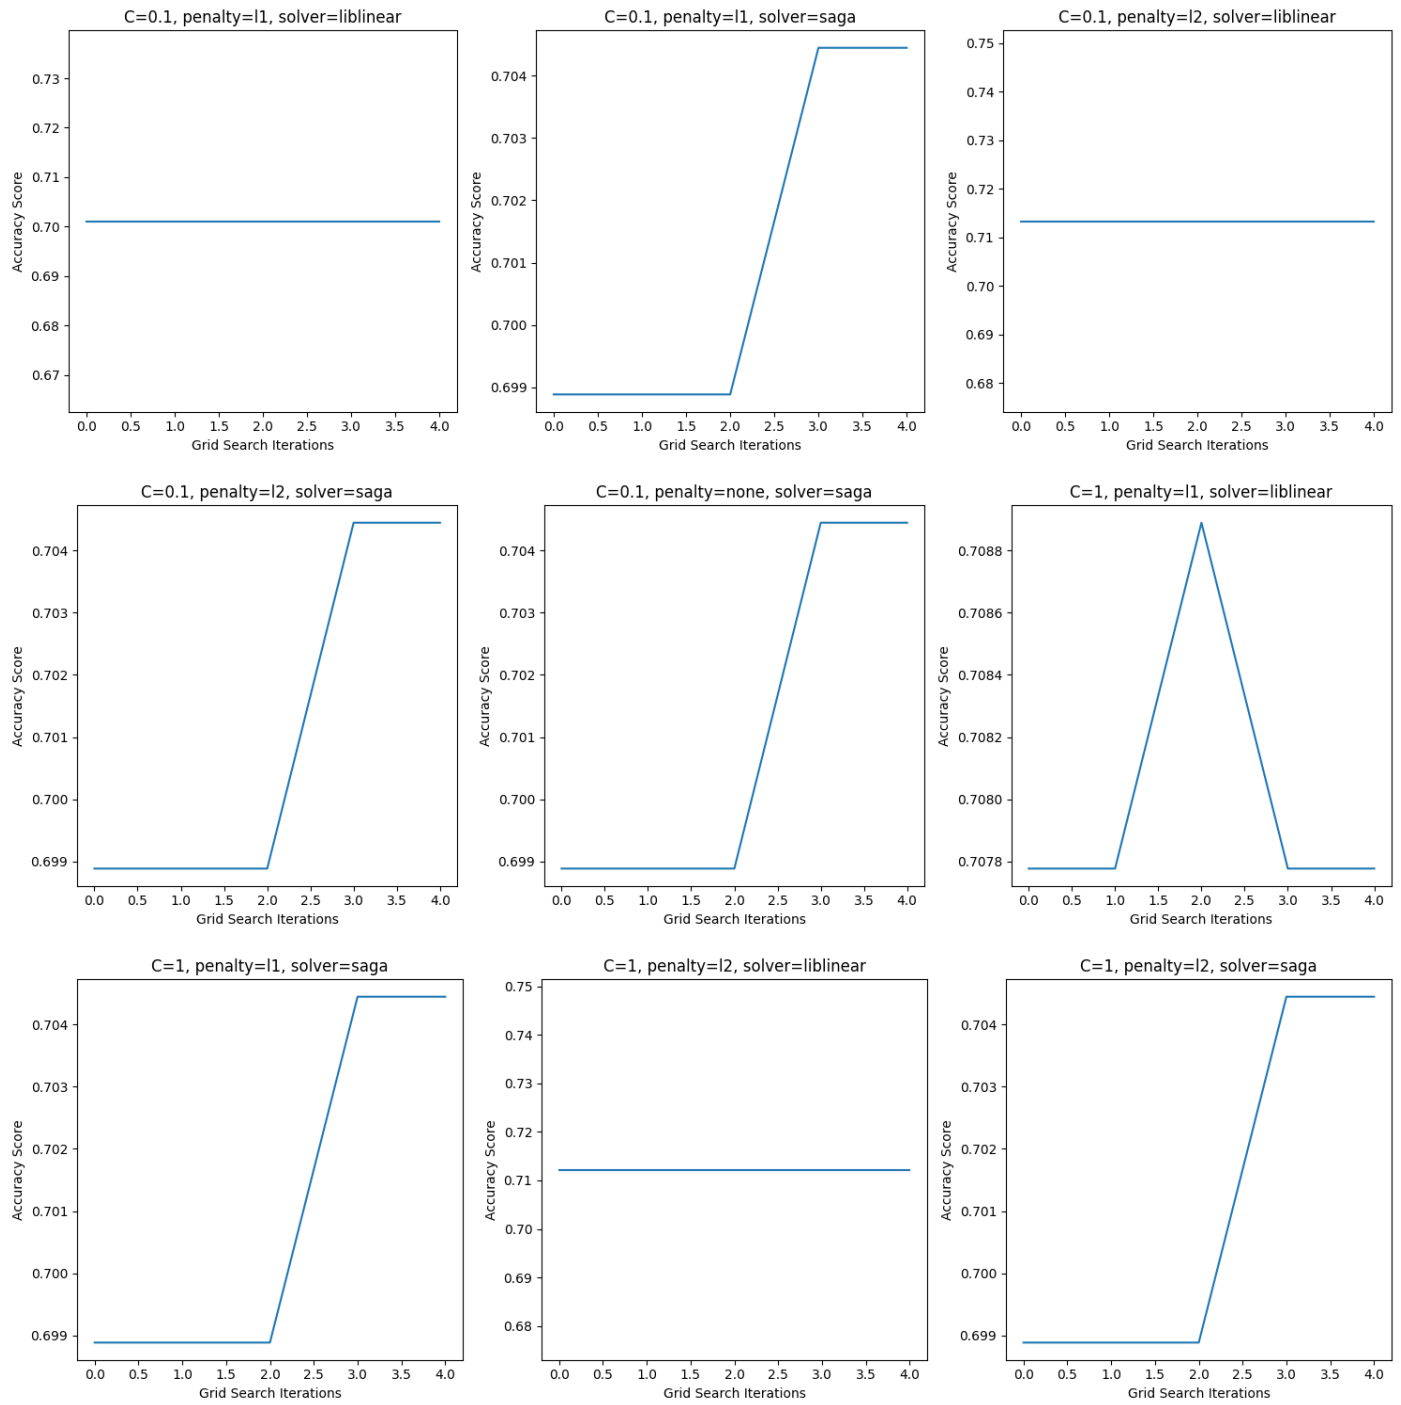 C=0.1, penalty=l1, solver=liblinear
Accuracy Score
0.73
0.72
0.71
0.70
0.69
0.68
0.67
0.0 0.5 1.0 1.5 2.0 2.5 3.0 3.5 4.0
Grid Search Iterations
C=0.1, penalty=l1, solver=saga
Accuracy Score
0.704
0.703
0.702
0.701
0.700
0.699
0.0 0.5 1.0 1.5 2.0 2.5 3.0 3.5 4.0
Grid Search Iterations
C=0.1, penalty=l2, solver=liblinear
Accuracy Score
0.75
0.74
0.73
0.72
0.71
0.70
0.69
0.68
0.0 0.5 1.0 1.5 2.0 2.5 3.0 3.5 4.0
Grid Search Iterations
C=0.1, penalty=l2, solver=saga
Accuracy Score
0.704
0.703
0.702
0.701
0.700
0.699
0.0 0.5 1.0 1.5 2.0 2.5 3.0 3.5 4.0
Grid Search Iterations
C=0.1, penalty=none, solver=saga
Accuracy Score
0.704
0.703
0.702
0.701
0.700
0.699
0.0 0.5 1.0 1.5 2.0 2.5 3.0 3.5 4.0
Grid Search Iterations
C=1, penalty=l1, solver=liblinear
Accuracy Score
0.7088
0.7086
0.7084
0.7082
0.7080
0.7078
0.0 0.5 1.0 1.5 2.0 2.5 3.0 3.5 4.0
Grid Search Iterations
C=1, penalty=l1, solver=saga
Accuracy Score
0.704
0.703
0.702
0.701
0.700
0.699
0.0 0.5 1.0 1.5 2.0 2.5 3.0 3.5 4.0
Grid Search Iterations
C=1, penalty=l2, solver=liblinear
Accuracy Score
0.75
0.74
0.73
0.72
0.71
0.70
0.69
0.68
0.0 0.5 1.0 1.5 2.0 2.5 3.0 3.5 4.0
Grid Search Iterations
C=1, penalty=l2, solver=saga
Accuracy Score
0.704
0.703
0.702
0.701
0.700
0.699
0.0 0.5 1.0 1.5 2.0 2.5 3.0 3.5 4.0
Grid Search Iterations